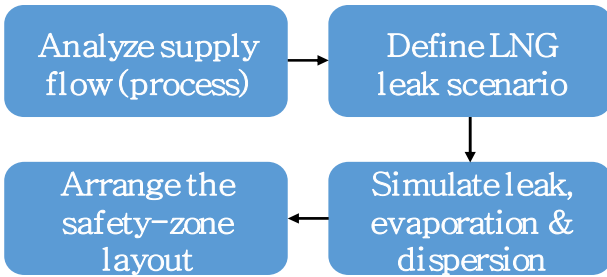 Analyze supply
flow (process)
Define LNG
leak scenario
Simulate leak,
evaporation &
dispersion
Arrange the
safety-zone
layout